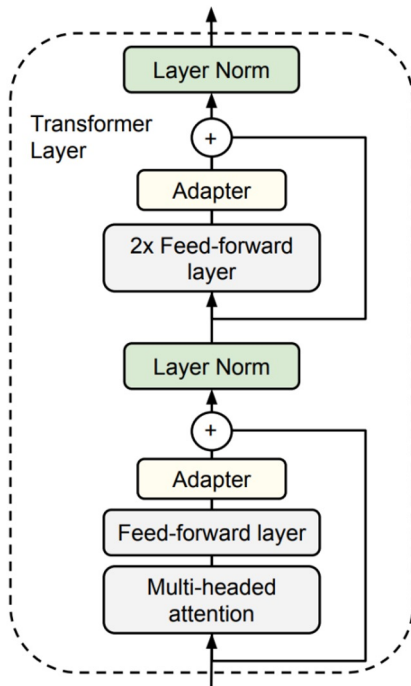 Layer Norm
Transformer
Layer
+
Adapter
2x Feed-forward
layer
Layer Norm
+
Adapter
Feed-forward layer
Multi-headed
attention